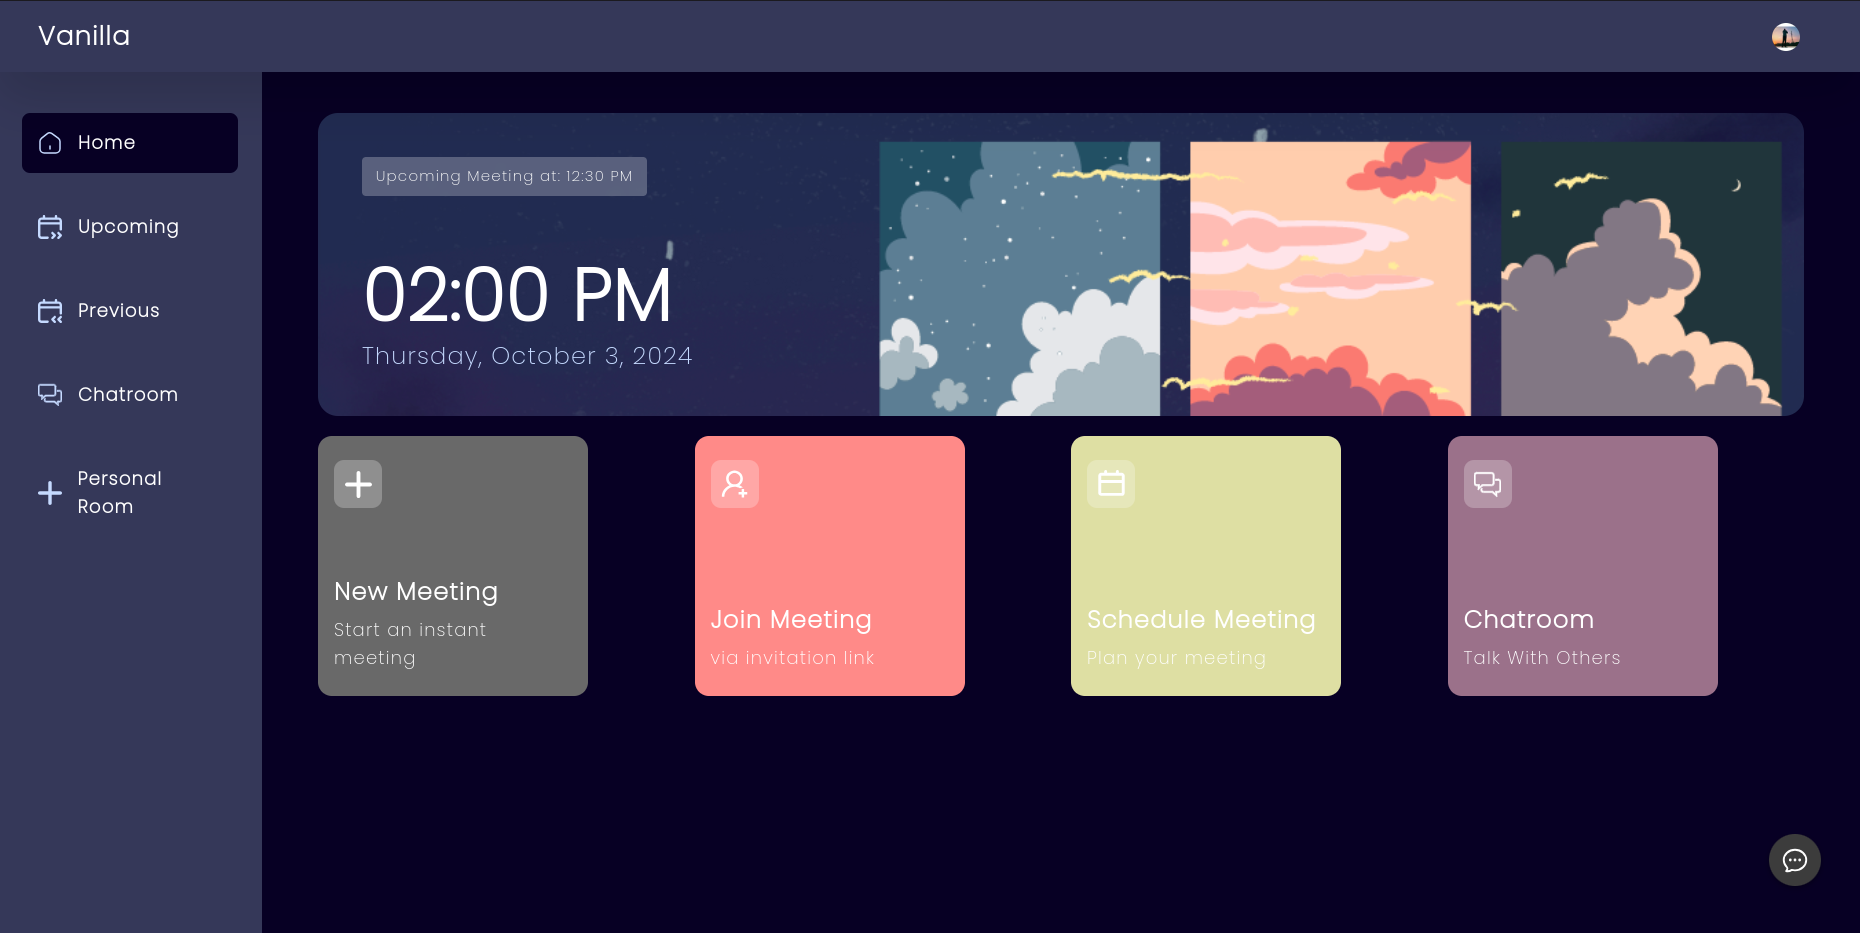 Vanilla
Home
Upcoming
Previous
Chatroom
Personal
Room
Upcoming Meeting at: 12:30 PM
02:00 PM
Thursday, October 3, 2024
New Meeting
Start an instant
meeting
Join Meeting
via invitation link
Schedule Meeting
Plan your meeting
Chatroom
Talk With Others